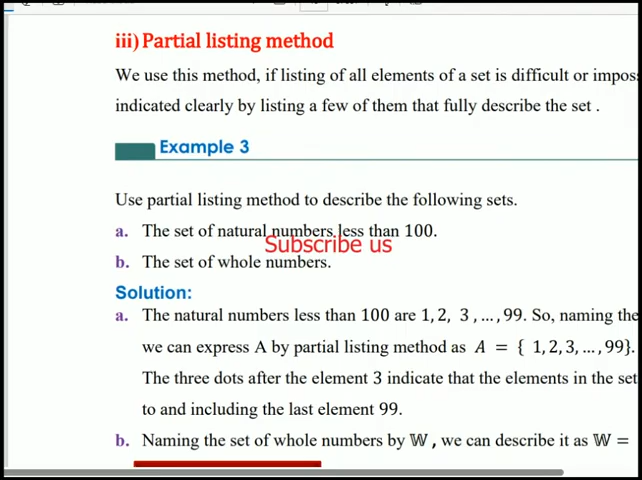 iii) Partial listing method
We use this method, if listing of all elements of a set is difficult or impos
indicated clearly by listing a few of them that fully describe the set .
Example 3
Use partial listing method to describe the following sets.
a. The set of natural numbers less than 100.
Subscribe us
b. The set of whole numbers.
Solution:
a. The natural numbers less than 100 are 1, 2, 3 , … , 99. So, naming the
we can express A by partial listing method as A = { 1, 2, 3, … , 99}.
The three dots after the element 3 indicate that the elements in the set
to and including the last element 99.
b. Naming the set of whole numbers by 𝕎 , we can describe it as 𝕎 =